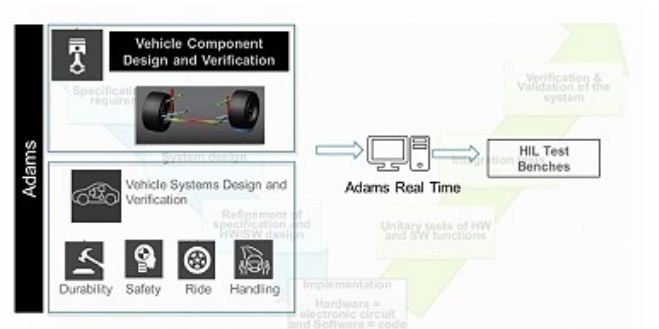 Adams
Vehicle Component
Design and Verification
Vehicle Systems Design and
Verification
Durability
Safety
Ride
Handling
Adams Real Time
HIL Test
Benches
System design
Refinement of
specification and
HW/SW design
Implementation
Hardware =
electronic circuit
and Software = code
Unitary tests of HW
and SW functions
Verification &
Validation of the
system